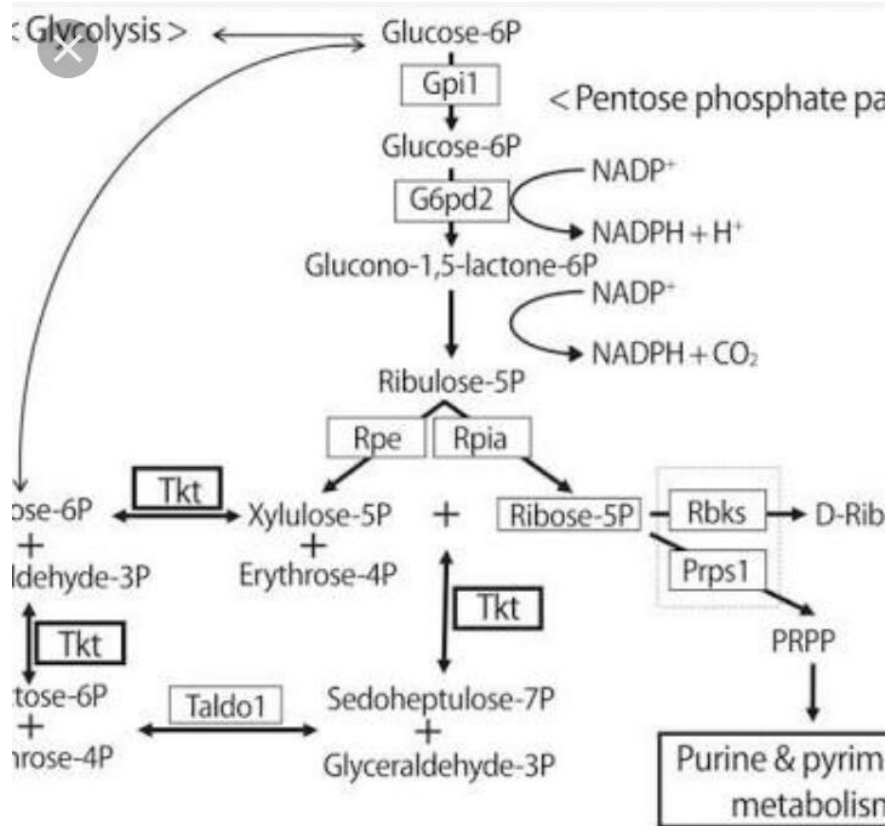 < Glycolysis >
Glucose-6P
Gpi1
< Pentose phosphate pa
Glucose-6P
NADP⁺
G6pd2
NADPH + H⁺
Glucono-1,5-lactone-6P
NADP⁺
NADPH + CO₂
Ribulose-5P
Rpe
Rpia
Tkt
ose-6P
Xylulose-5P
+
Ribose-5P
Rbks
D-Rib
+
+
ldehyde-3P
Erythrose-4P
Prps1
Tkt
Tkt
PRPP
tose-6P
Taldo1
Sedoheptulose-7P
+
+
hrose-4P
Glyceraldehyde-3P
Purine & pyrim
metabolism